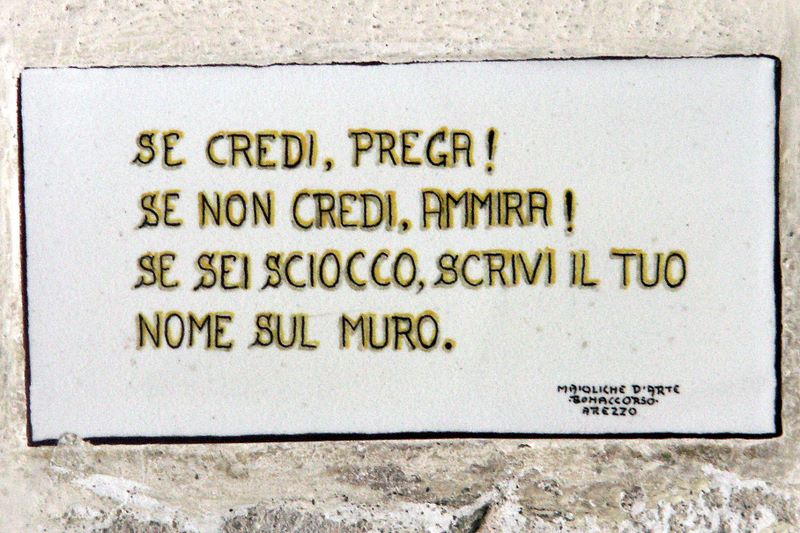 SE CREDI, PREGA!
SE NON CREDI, AMMIRA!
SE SEI SCIOCCO, SCRIVI IL TUO
NOME SUL MURO.
MAIOLICHE D'ARTE
·BONACCORSO·
AREZZO